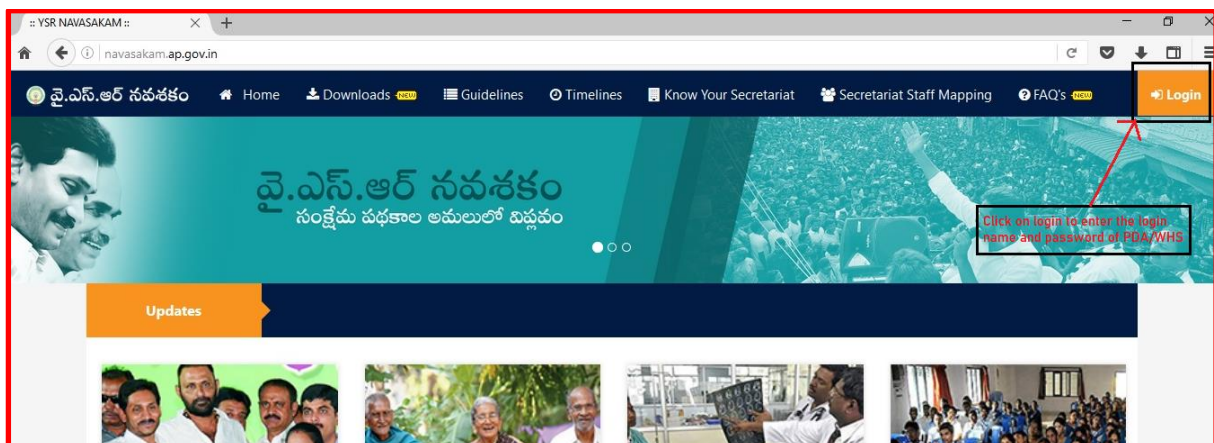 :: YSR NAVASAKAM ::
navasakam.ap.gov.in
వై.ఎస్.ఆర్ నవశకం Home Downloads NEW Guidelines Timelines Know Your Secretariat Secretariat Staff Mapping FAQ's NEW Login
వై.ఎస్.ఆర్ నవశకం
సంక్షేమ పథకాల అమలులో విప్లవం
Click on login to enter the login
name and password of PDA/WHS
Updates